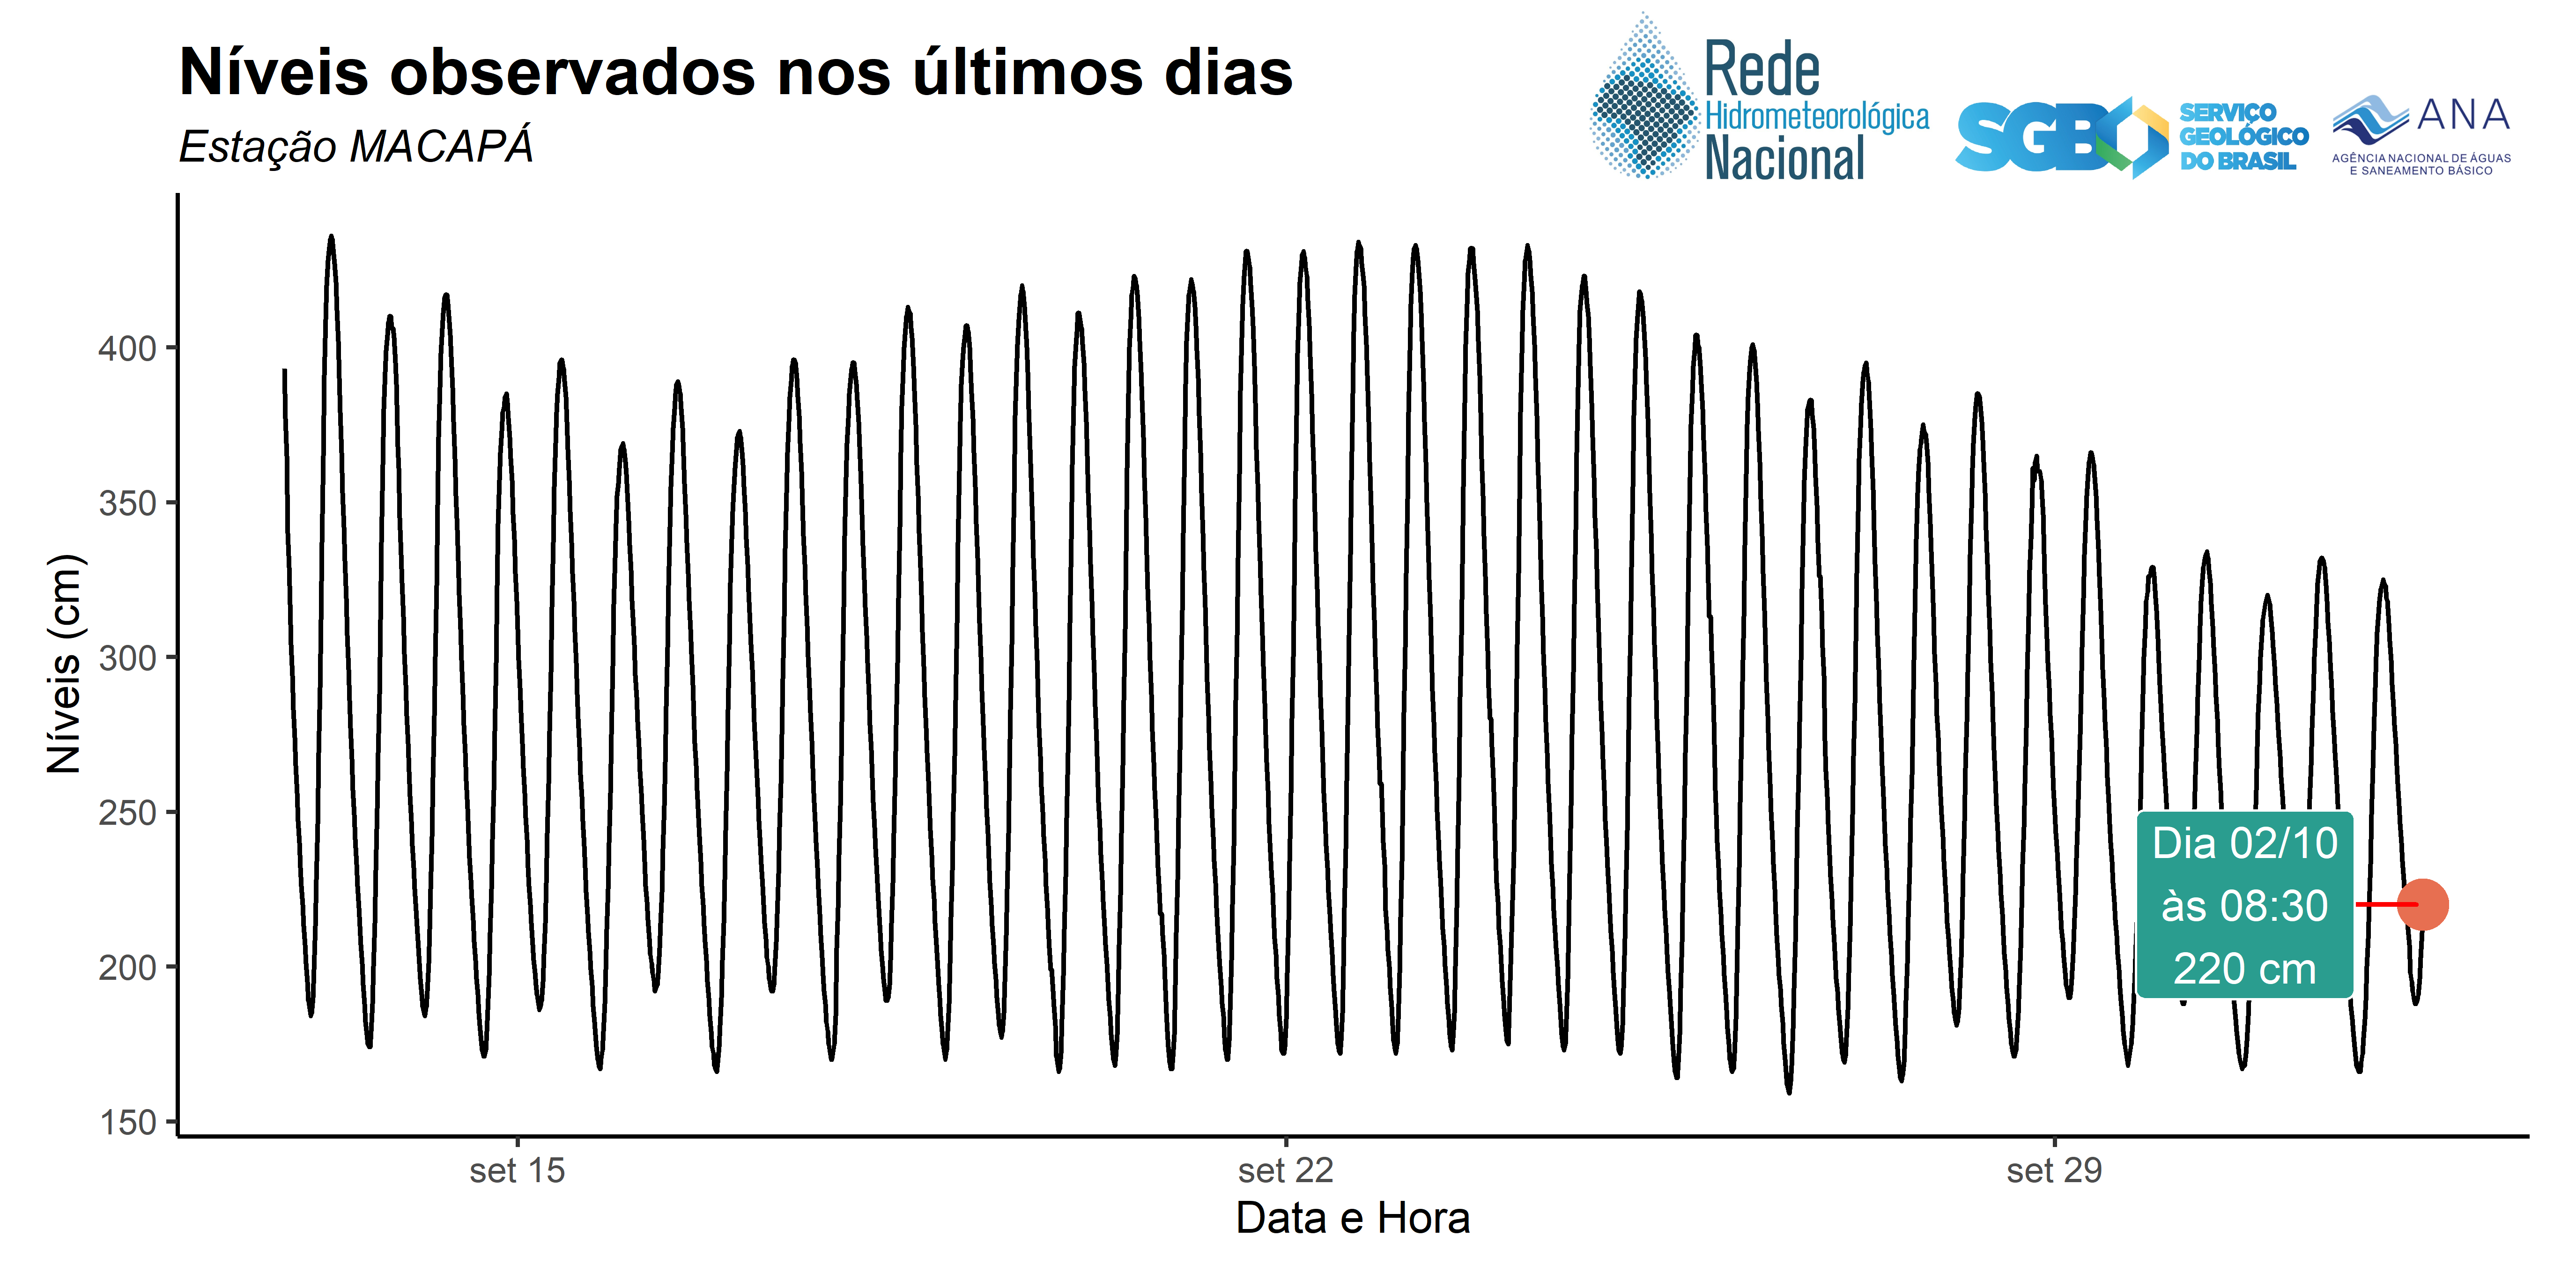 Níveis observados nos últimos dias
Estação MACAPÁ
Rede
Hidrometeorológica
Nacional
SGB
SERVIÇO
GEOLÓGICO
DO BRASIL
ANA
AGÊNCIA NACIONAL DE ÁGUAS
E SANEAMENTO BÁSICO
Níveis (cm)
400
350
300
250
200
150
Dia 02/10
às 08:30
220 cm
set 15
set 22
set 29
Data e Hora